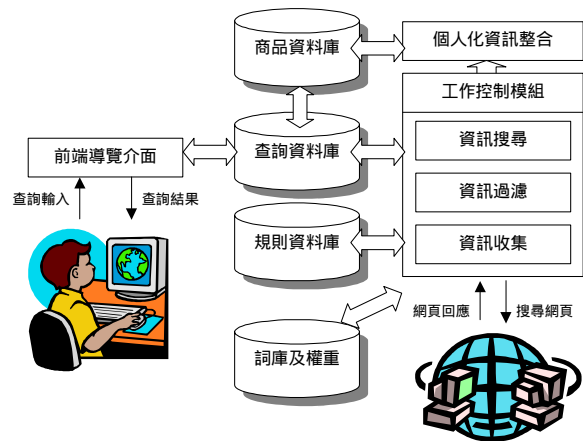 商品資料庫
個人化資訊整合
工作控制模組
前端導覽介面
查詢資料庫
資訊搜尋
資訊過濾
查詢輸入
查詢結果
規則資料庫
資訊收集
網頁回應
搜尋網頁
詞庫及權重